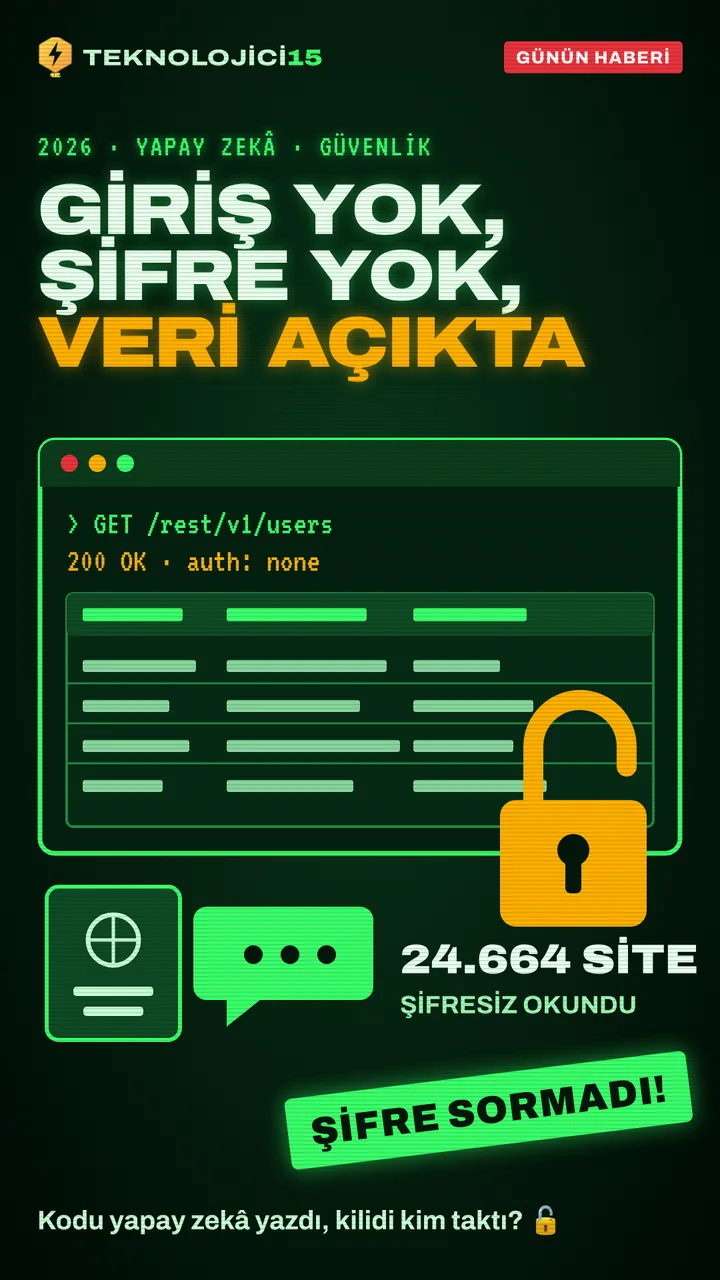 TEKNOLOJİCİ15
GÜNÜN HABERİ
2026 · YAPAY ZEKÂ · GÜVENLİK
GİRİŞ YOK,
ŞİFRE YOK,
VERİ AÇIKTA
❯ GET /rest/v1/users
200 OK · auth: none
24.664 SİTE
ŞİFRESİZ OKUNDU
ŞİFRE SORMADI!
Kodu yapay zekâ yazdı, kilidi kim taktı? 🔓